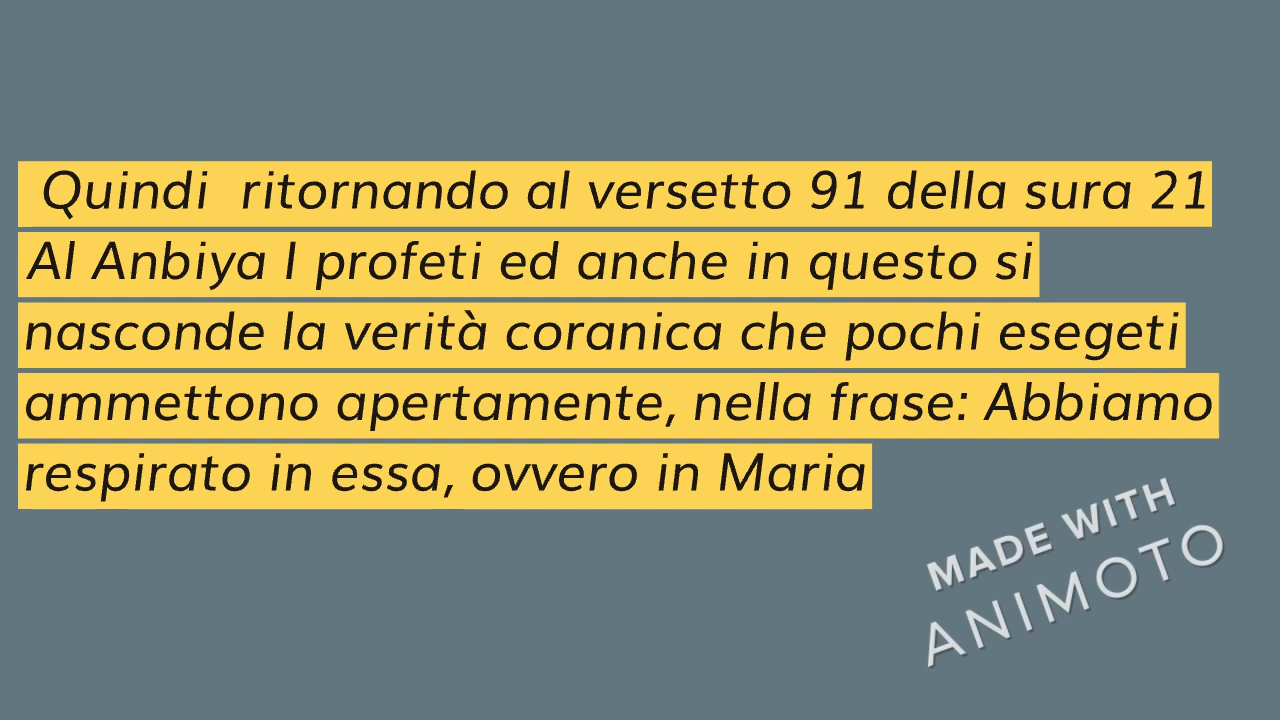 Quindi ritornando al versetto 91 della sura 21
Al Anbiya I profeti ed anche in questo si
nasconde la verità coranica che pochi esegeti
ammettono apertamente, nella frase: Abbiamo
respirato in essa, ovvero in Maria
MADE WITH
ANIMOTO